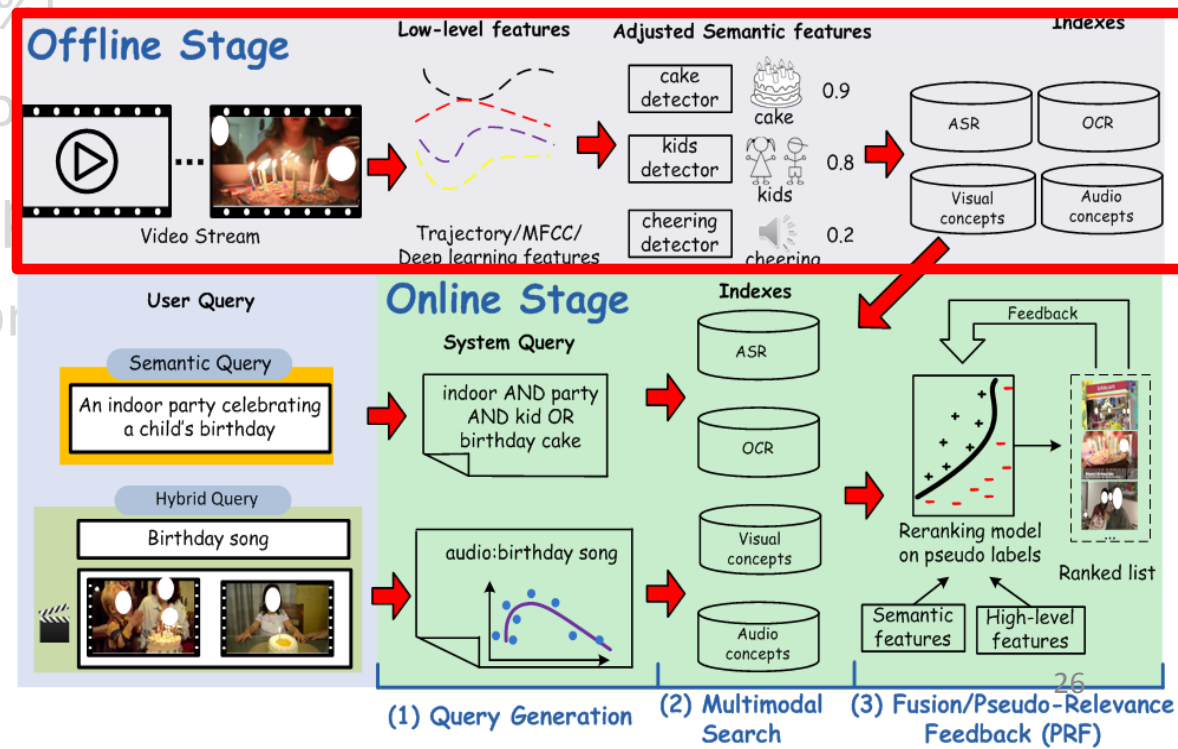 Offline Stage
Low-level features
Adjusted Semantic features
Indexes
cake
detector
cake
0.9
kids
detector
kids
0.8
cheering
detector
cheering
0.2
ASR
OCR
Visual
concepts
Audio
concepts
Video Stream
Trajectory/MFCC/
Deep learning features
User Query
Online Stage
Indexes
Semantic Query
An indoor party celebrating
a child's birthday
System Query
indoor AND party
AND kid OR
birthday cake
ASR
OCR
Visual
concepts
Audio
concepts
Feedback
Hybrid Query
Birthday song
audio:birthday song
Reranking model
on pseudo labels
Ranked list
...
Semantic
features
High-level
features
26
(1) Query Generation
(2) Multimodal
Search
(3) Fusion/Pseudo-Relevance
Feedback (PRF)